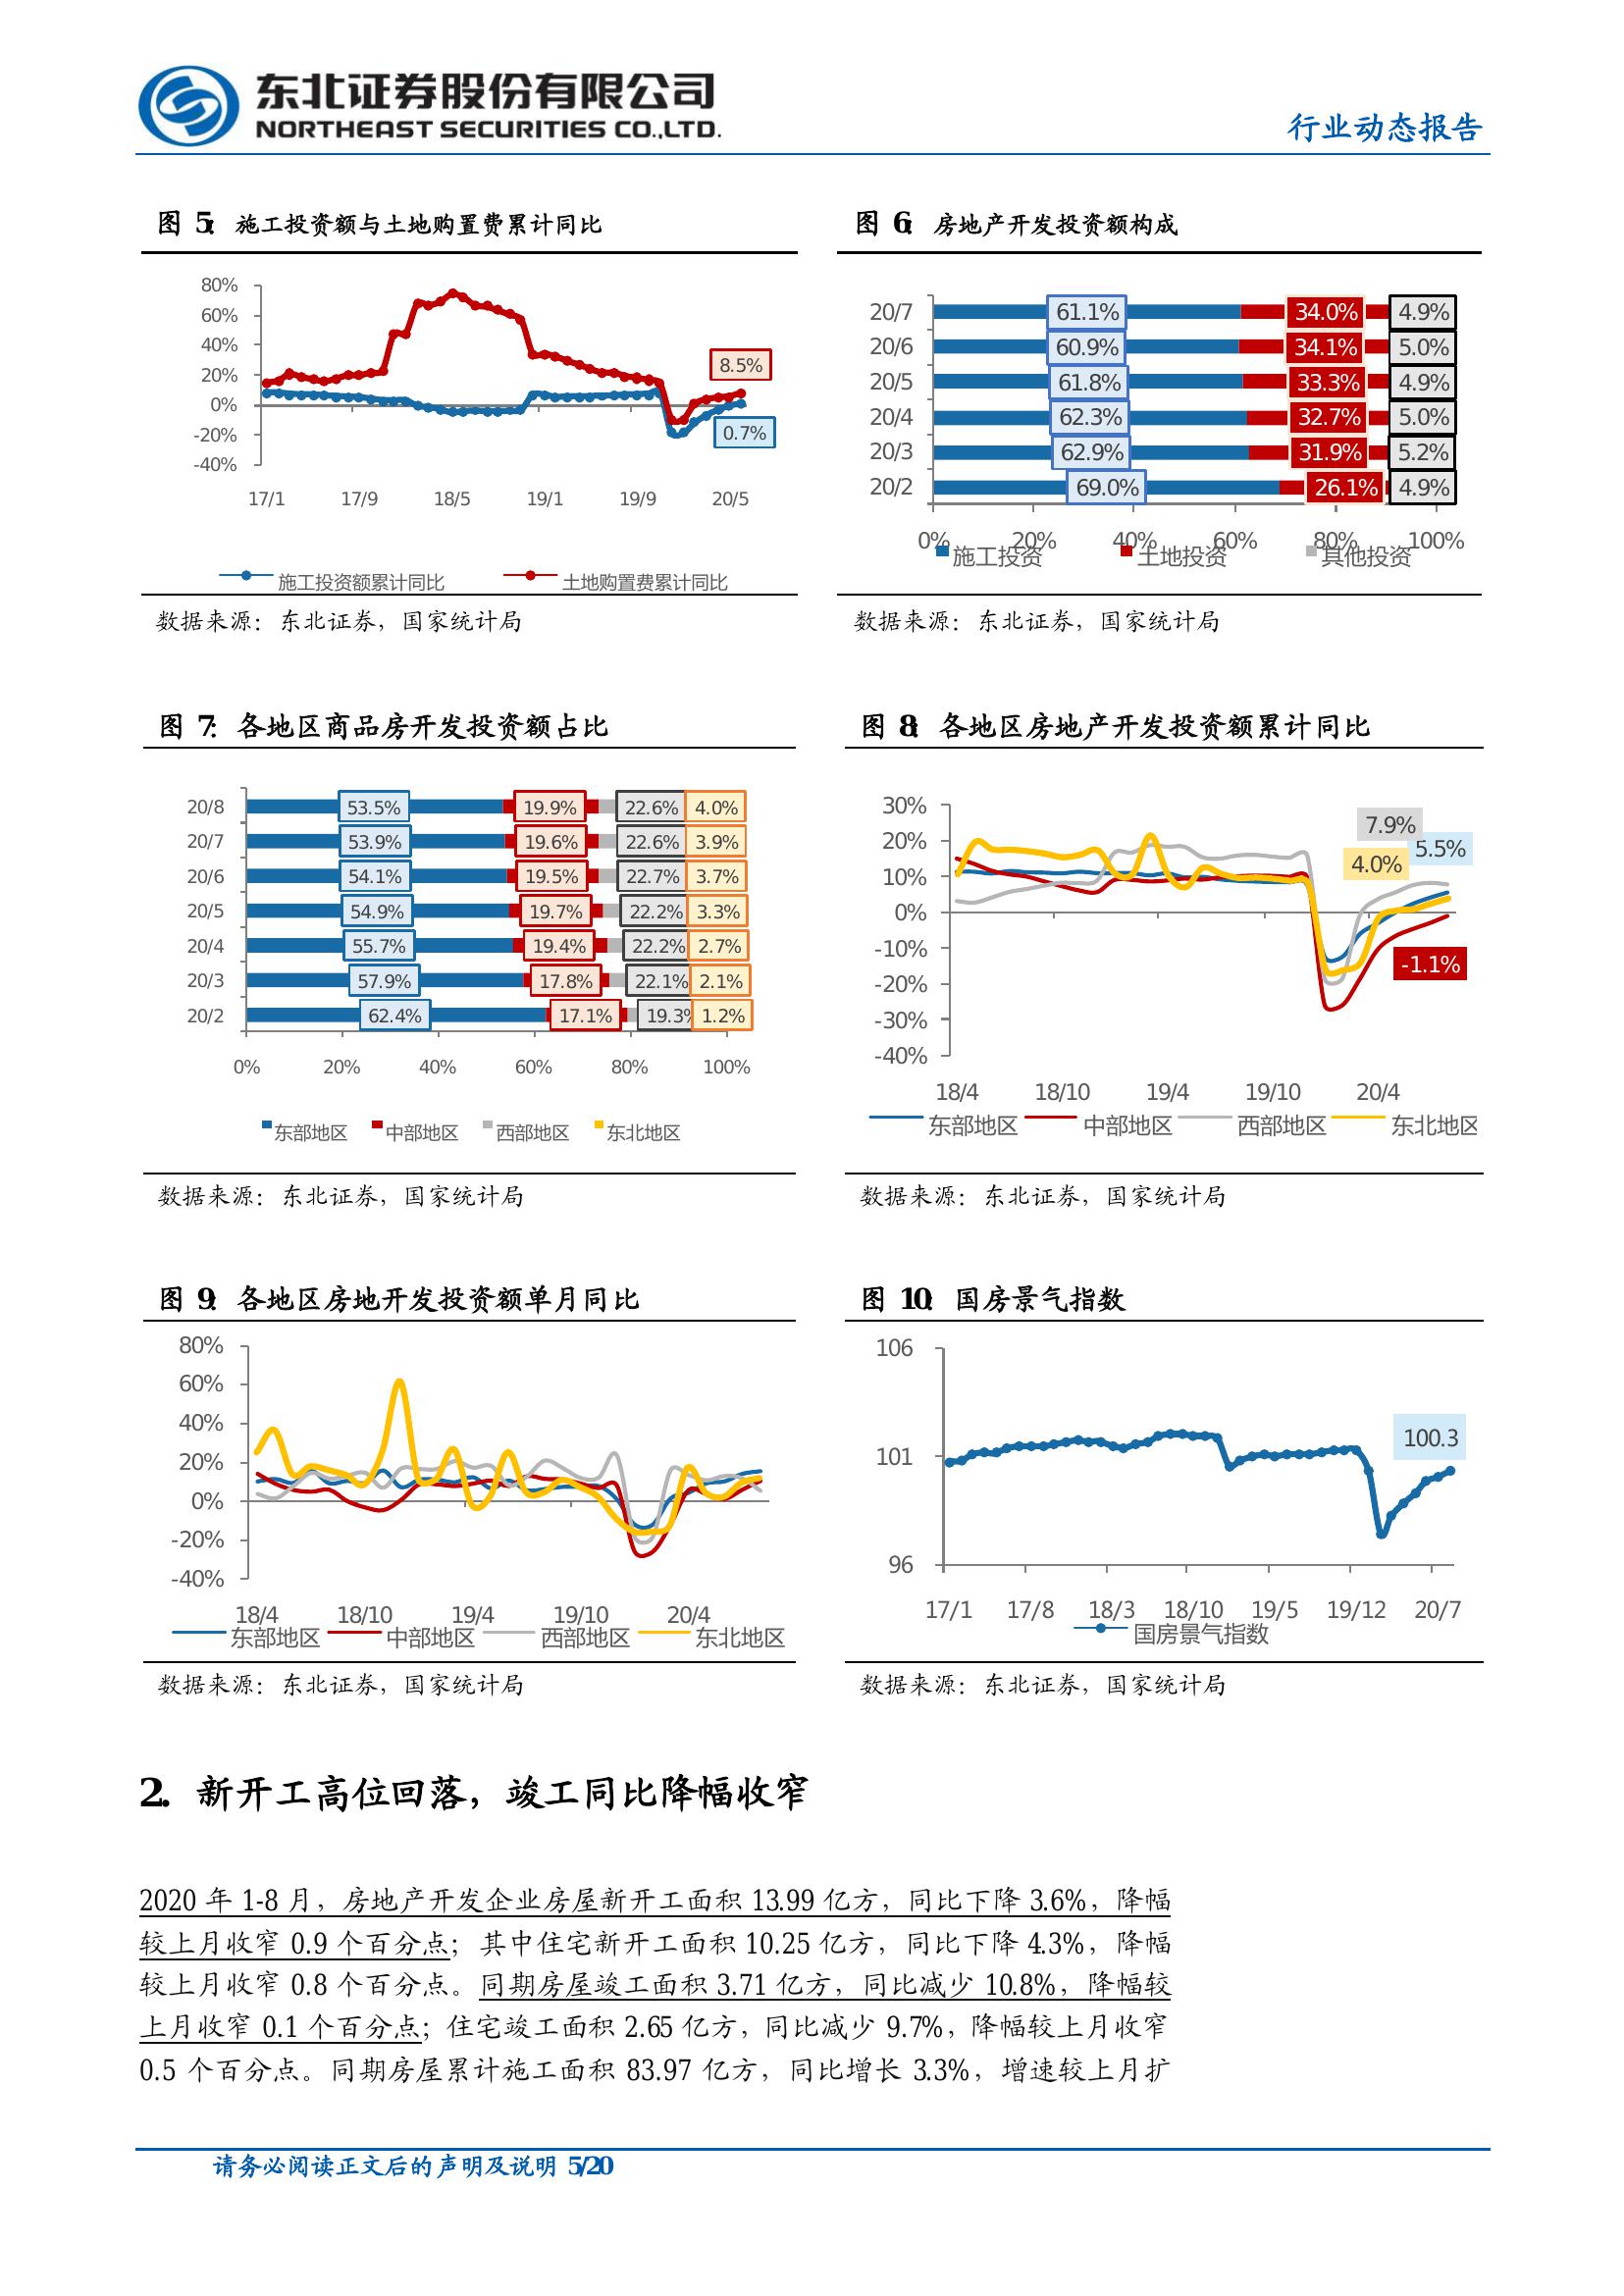 东北证券股份有限公司
NORTHEAST SECURITIES CO.,LTD.
行业动态报告
图 5: 施工投资额与土地购置费累计同比
80%
60%
40%
20%
0%
-20%
-40%
8.5%
0.7%
17/1 17/9 18/5 19/1 19/9 20/5
施工投资额累计同比 土地购置费累计同比
数据来源：东北证券，国家统计局
图 6: 房地产开发投资额构成
20/7 61.1% 34.0% 4.9%
20/6 60.9% 34.1% 5.0%
20/5 61.8% 33.3% 4.9%
20/4 62.3% 32.7% 5.0%
20/3 62.9% 31.9% 5.2%
20/2 69.0% 26.1% 4.9%
0% 20% 40% 60% 80% 100%
施工投资 土地投资 其他投资
数据来源：东北证券，国家统计局
图 7: 各地区商品房开发投资额占比
20/8 53.5% 19.9% 22.6% 4.0%
20/7 53.9% 19.6% 22.6% 3.9%
20/6 54.1% 19.5% 22.7% 3.7%
20/5 54.9% 19.7% 22.2% 3.3%
20/4 55.7% 19.4% 22.2% 2.7%
20/3 57.9% 17.8% 22.1% 2.1%
20/2 62.4% 17.1% 19.3% 1.2%
0% 20% 40% 60% 80% 100%
东部地区 中部地区 西部地区 东北地区
数据来源：东北证券，国家统计局
图 8: 各地区房地产开发投资额累计同比
30%
20%
10%
0%
-10%
-20%
-30%
-40%
7.9%
5.5%
4.0%
-1.1%
18/4 18/10 19/4 19/10 20/4
东部地区 中部地区 西部地区 东北地区
数据来源：东北证券，国家统计局
图 9: 各地区房地开发投资额单月同比
80%
60%
40%
20%
0%
-20%
-40%
18/4 18/10 19/4 19/10 20/4
东部地区 中部地区 西部地区 东北地区
数据来源：东北证券，国家统计局
图 10: 国房景气指数
106
101
96
100.3
17/1 17/8 18/3 18/10 19/5 19/12 20/7
国房景气指数
数据来源：东北证券，国家统计局
2. 新开工高位回落，竣工同比降幅收窄
2020 年 1-8 月，房地产开发企业房屋新开工面积 13.99 亿方，同比下降 3.6%，降幅
较上月收窄 0.9 个百分点；其中住宅新开工面积 10.25 亿方，同比下降 4.3%，降幅
较上月收窄 0.8 个百分点。同期房屋竣工面积 3.71 亿方，同比减少 10.8%，降幅较
上月收窄 0.1 个百分点；住宅竣工面积 2.65 亿方，同比减少 9.7%，降幅较上月收窄
0.5 个百分点。同期房屋累计施工面积 83.97 亿方，同比增长 3.3%，增速较上月扩
请务必阅读正文后的声明及说明 5/20